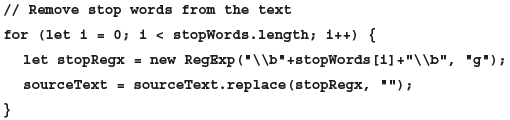 // Remove stop words from the text
for (let i = 0; i < stopWords.length; i++) {
let stopRegx = new RegExp("\\b"+stopWords[i]+"\\b", "g");
sourceText = sourceText.replace(stopRegx, "");
}